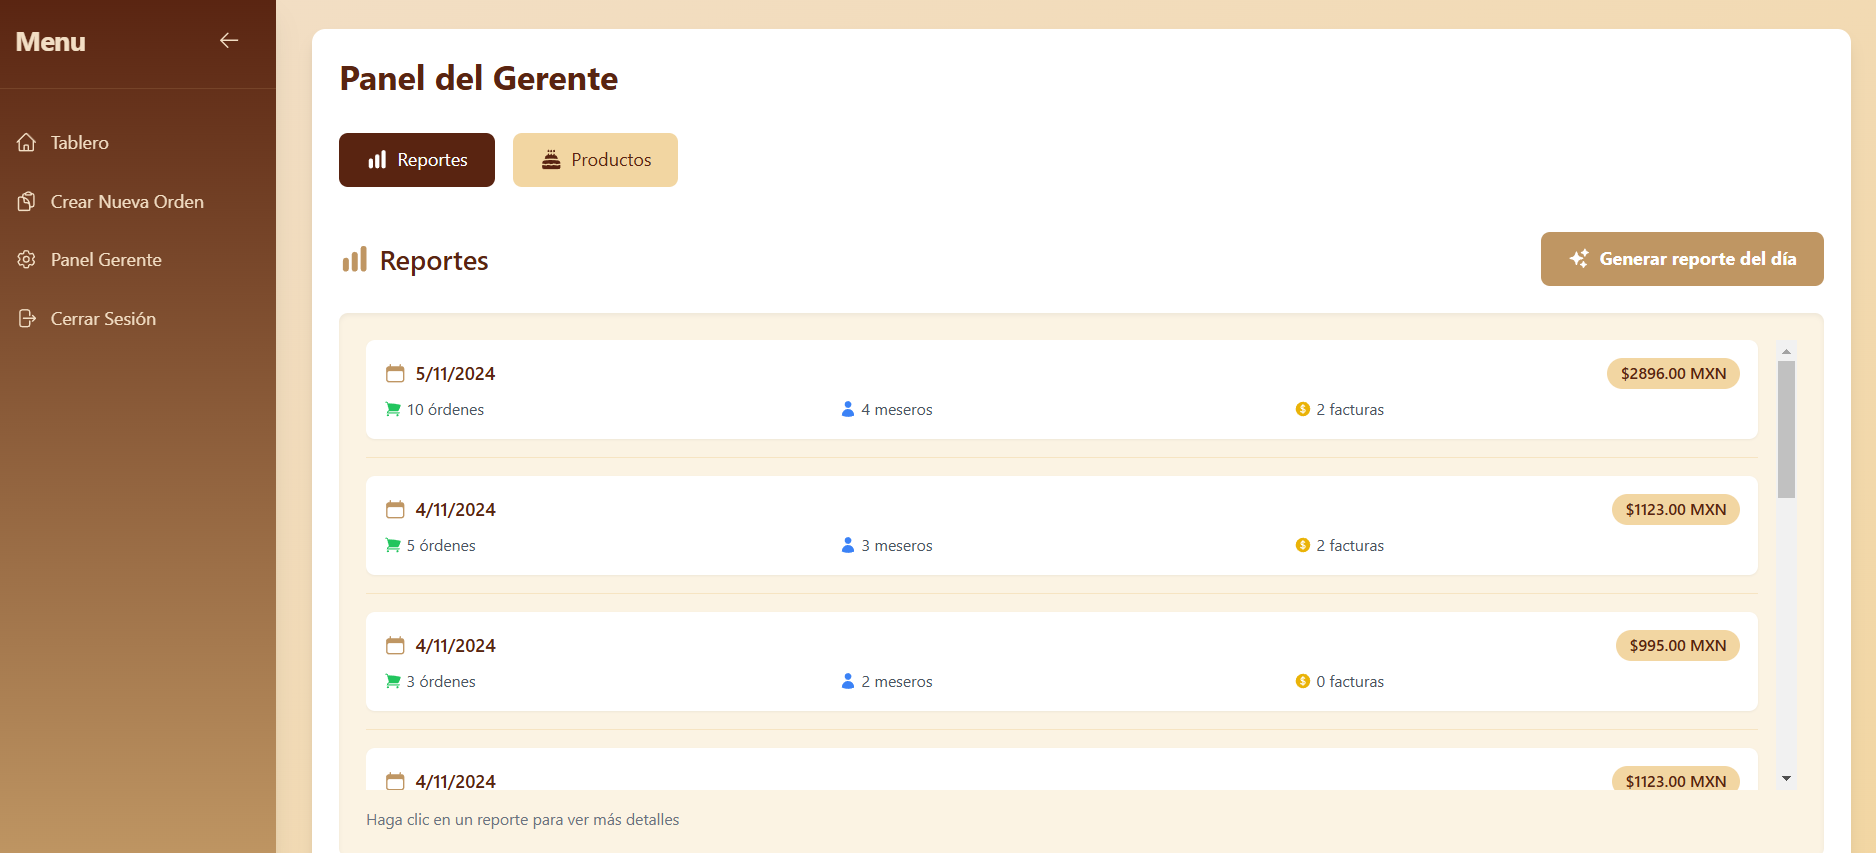 Menu
Tablero
Crear Nueva Orden
Panel Gerente
Cerrar Sesión
Panel del Gerente
Reportes
Productos
Reportes
Generar reporte del día
5/11/2024
$2896.00 MXN
10 órdenes
4 meseros
2 facturas
4/11/2024
$1123.00 MXN
5 órdenes
3 meseros
2 facturas
4/11/2024
$995.00 MXN
3 órdenes
2 meseros
0 facturas
4/11/2024
$1123.00 MXN
Haga clic en un reporte para ver más detalles